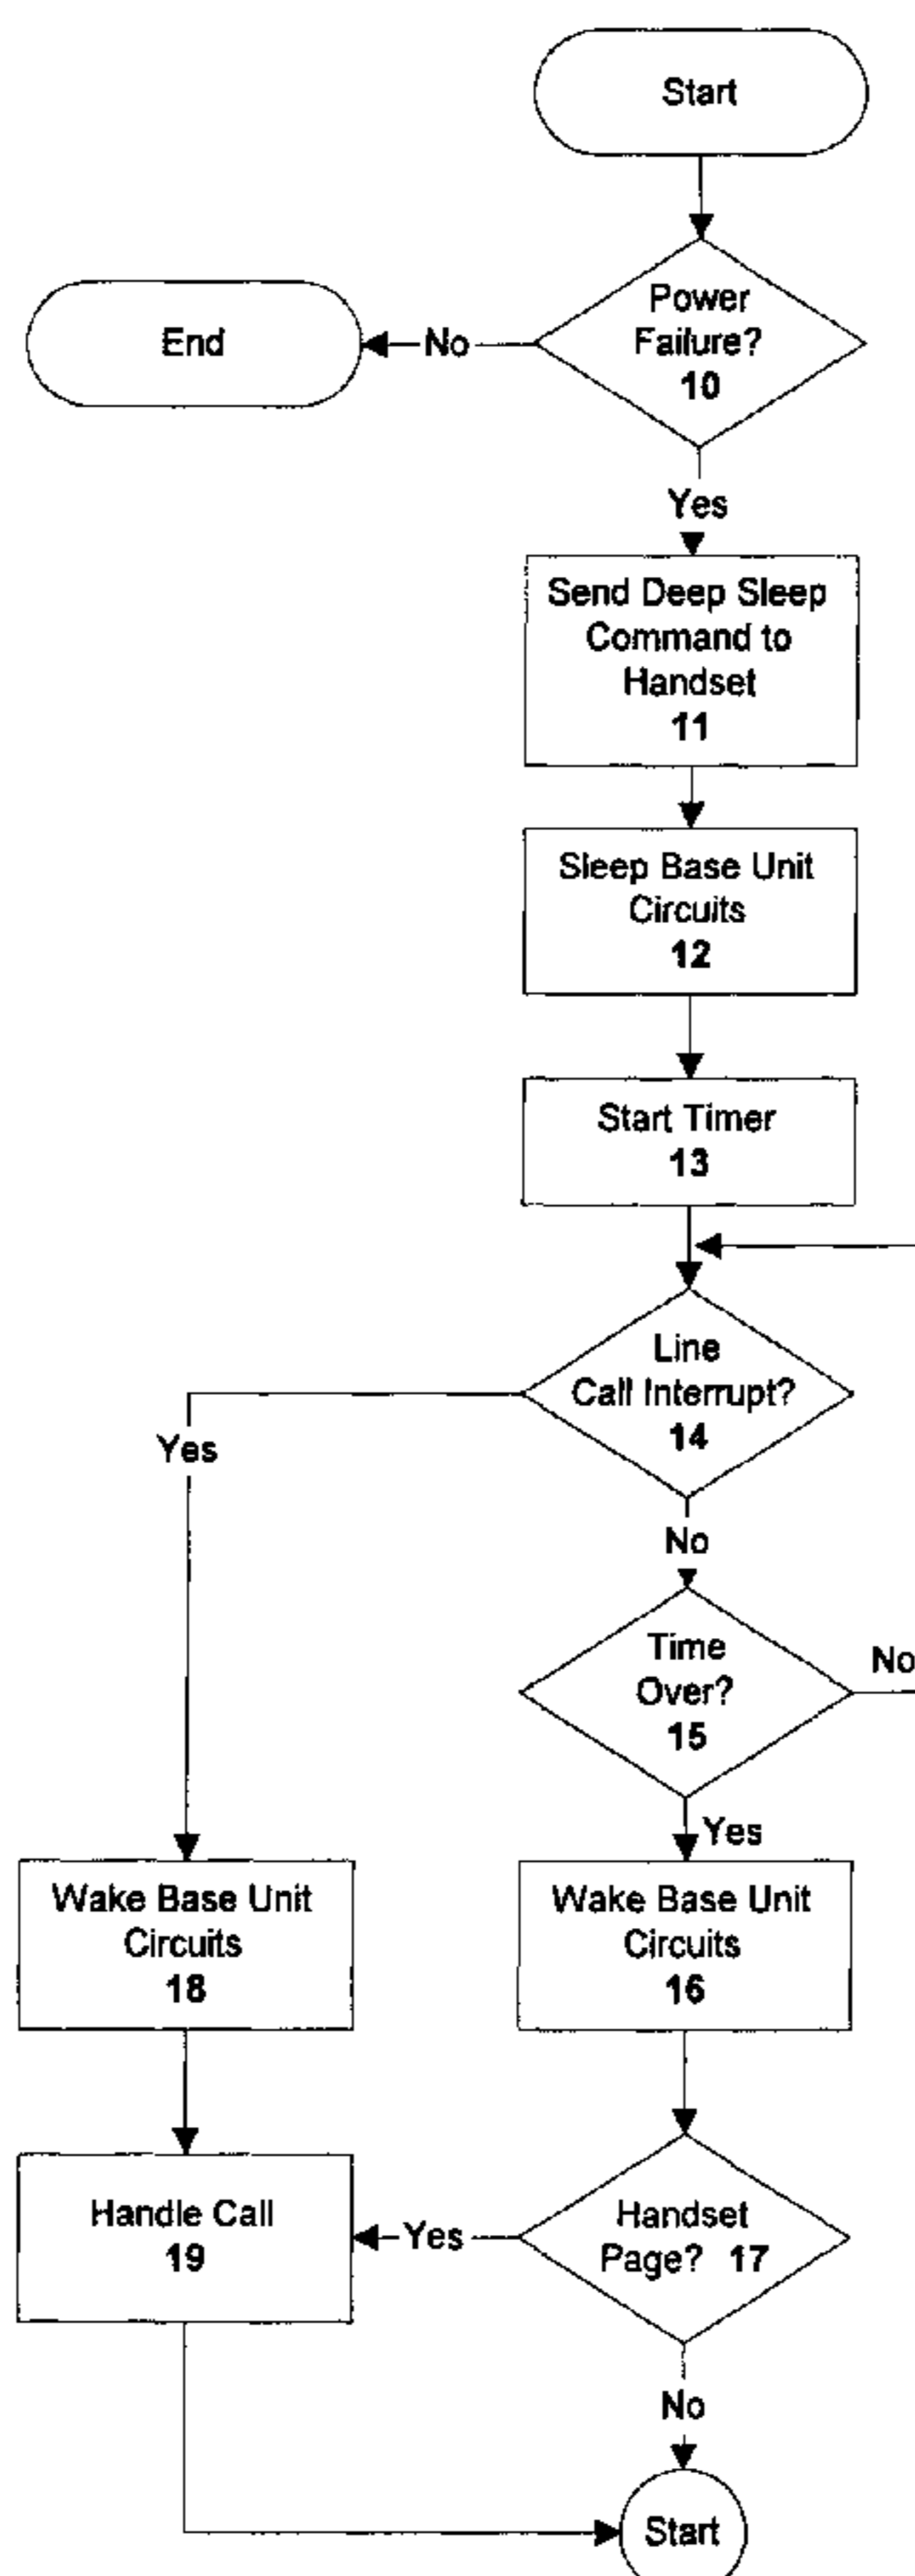 Start
Power
Failure?
10
No
End
Yes
Send Deep Sleep
Command to
Handset
11
Sleep Base Unit
Circuits
12
Start Timer
13
Line
Call Interrupt?
14
Yes
No
Time
Over?
15
No
Yes
Wake Base Unit
Circuits
18
Wake Base Unit
Circuits
16
Handle Call
19
Yes
Handset
Page? 17
No
Start